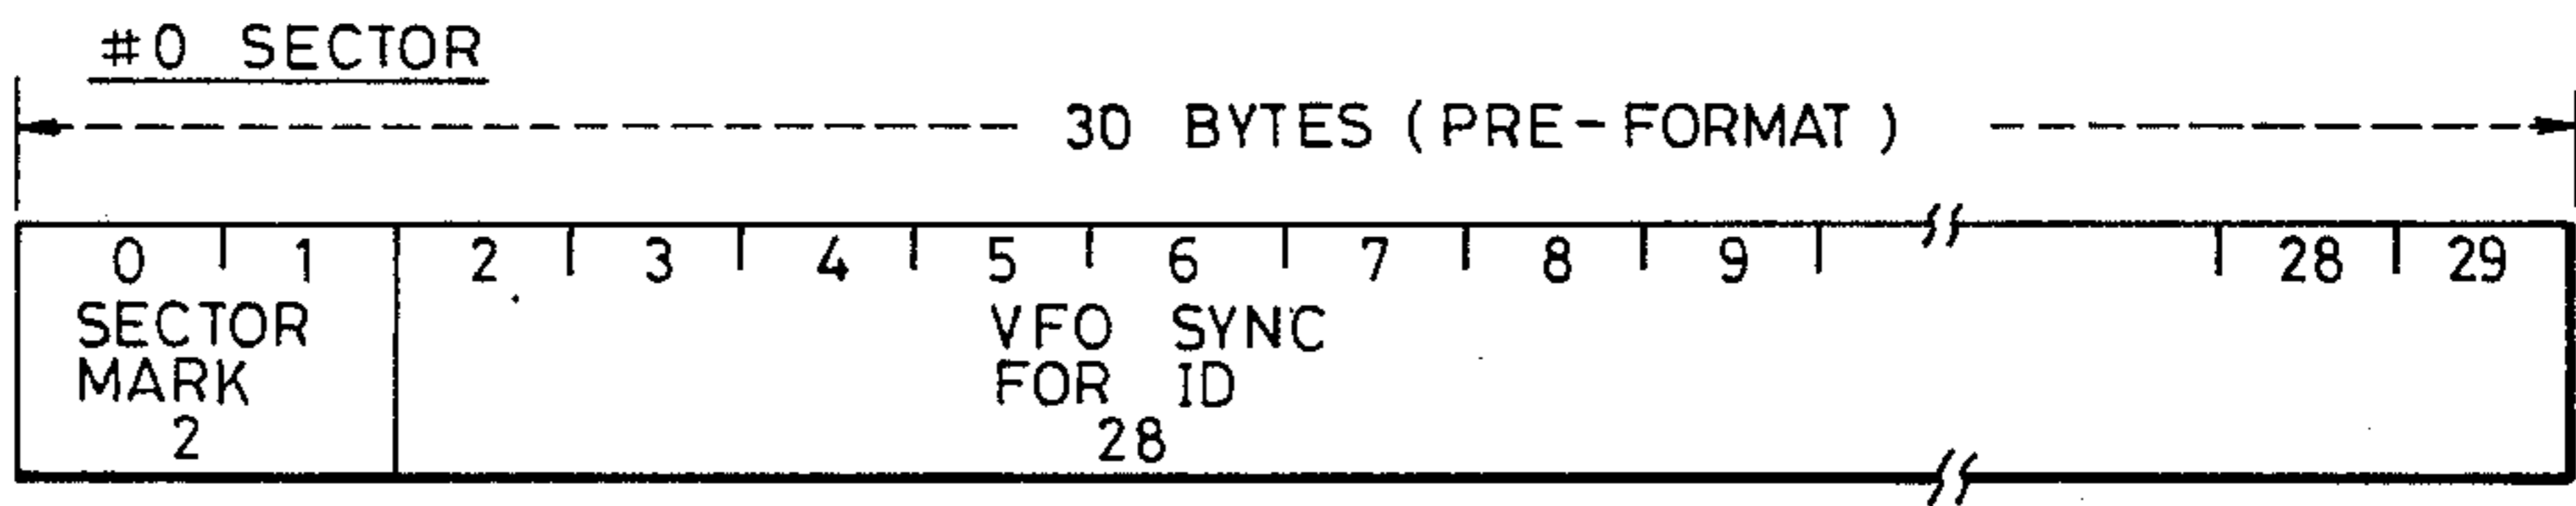 #0 SECTOR
30 BYTES (PRE-FORMAT)
0 1 2 3 4 5 6 7 8 9 28 29
SECTOR VFO SYNC
MARK FOR ID
2 28